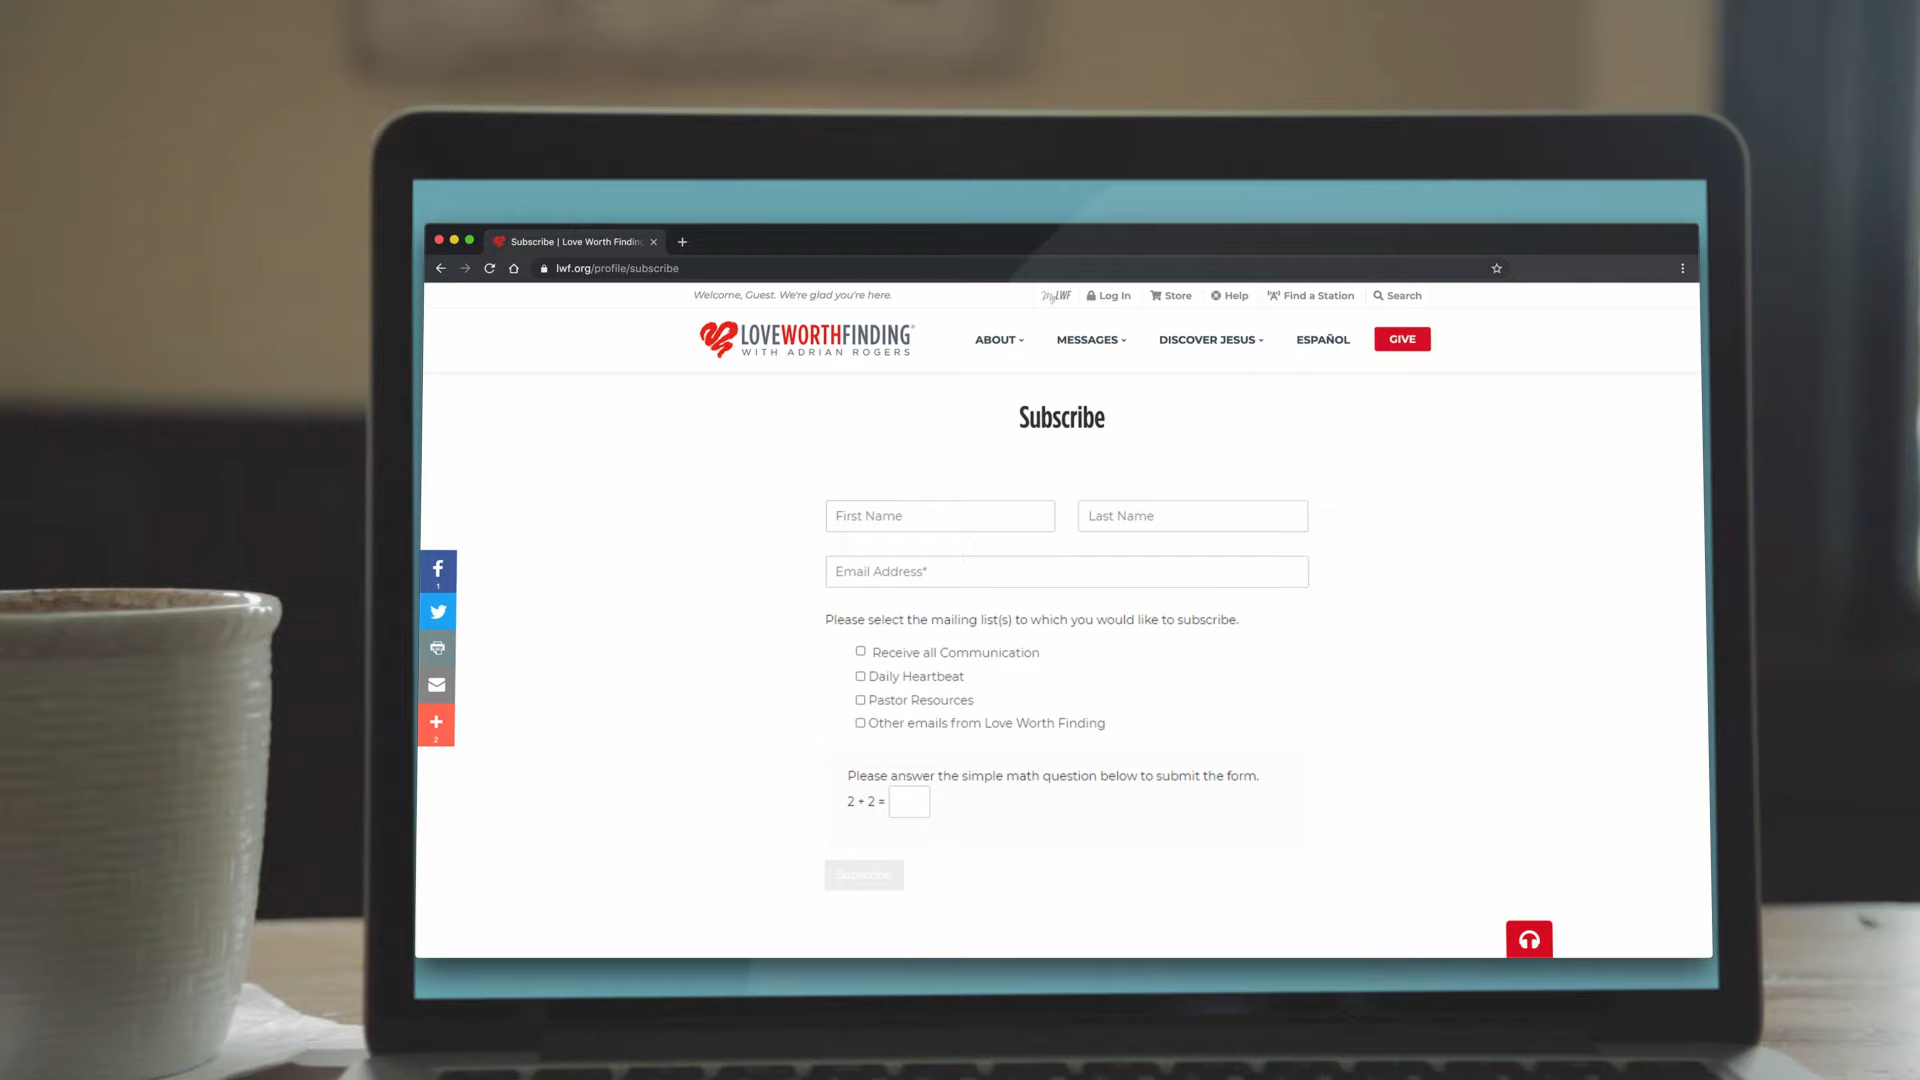 Subscribe | Love Worth Findin
lwf.org/profile/subscribe
Welcome, Guest. We're glad you're here.
MyLWF Log In Store Help Find a Station Search
LOVEWORTHFINDING®
WITH ADRIAN ROGERS
ABOUT MESSAGES DISCOVER JESUS ESPAÑOL GIVE
Subscribe
First Name Last Name
Email Address*
Please select the mailing list(s) to which you would like to subscribe.
Receive all Communication
Daily Heartbeat
Pastor Resources
Other emails from Love Worth Finding
1
2
Please answer the simple math question below to submit the form.
2 + 2 =
Subscribe